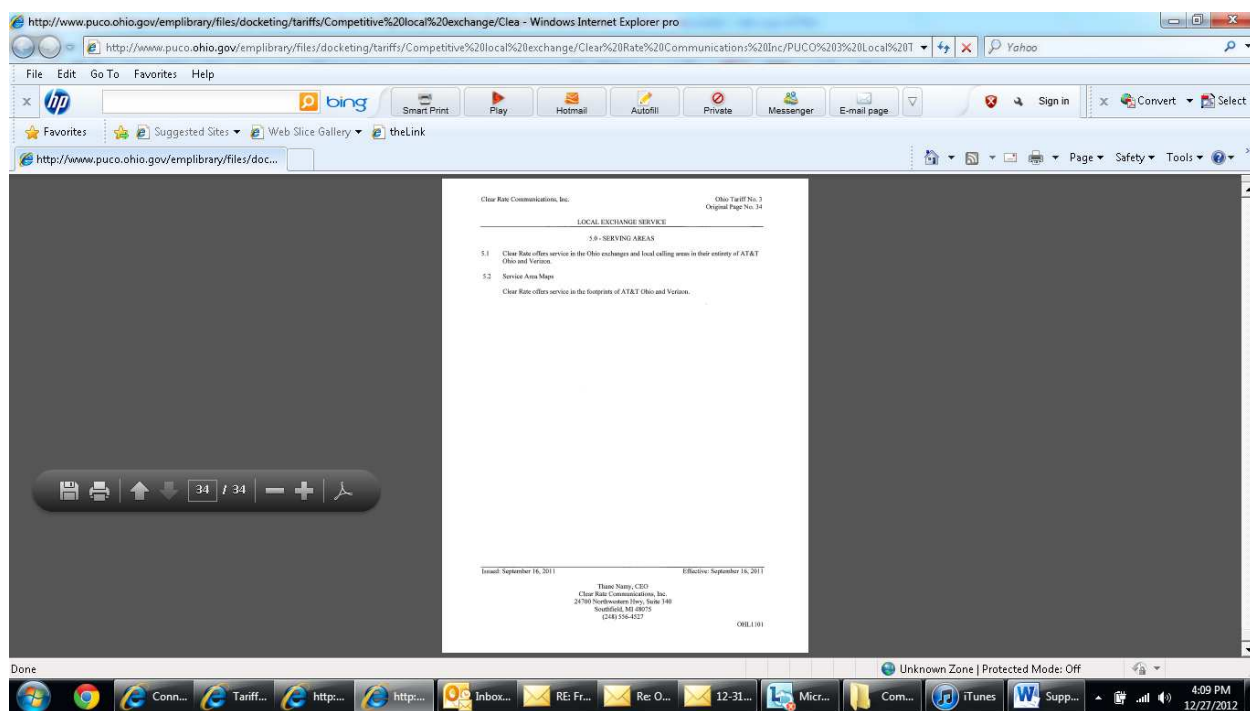 http://www.puco.ohio.gov/emplibrary/files/docketing/tariffs/Competitive%20local%20exchange/Clea - Windows Internet Explorer pro
http://www.puco.ohio.gov/emplibrary/files/docketing/tariffs/Competitive%20local%20exchange/Clear%20Rate%20Communications%20Inc/PUCO%203%20Local%20T Yahoo
File Edit Go To Favorites Help
x hp bing Smart Print Play Hotmail Autofill Private Messenger E-mail page Sign in x Convert Select
Favorites Suggested Sites Web Slice Gallery theLink
http://www.puco.ohio.gov/emplibrary/files/doc... Page Safety Tools
Clear Rate Communications, Inc. Ohio Tariff No. 3
Original Page No. 34
LOCAL EXCHANGE SERVICE
5.0 - SERVING AREAS
5.1 Clear Rate offers service in the Ohio exchanges and local calling areas in their entirety of AT&T
Ohio and Verizon.
5.2 Service Area Maps
Clear Rate offers service in the footprints of AT&T Ohio and Verizon.
34 / 34
Issued: September 16, 2011 Effective: September 16, 2011
Thane Namy, CEO
Clear Rate Communications, Inc.
24700 Northwestern Hwy, Suite 340
Southfield, MI 48075
(248) 556-4527
OHL1101
Done Unknown Zone | Protected Mode: Off
Conn... Tariff... http:... http:... Inbox... RE: Fr... Re: O... 12-31... Micr... Com... iTunes Supp... 4:09 PM
12/27/2012